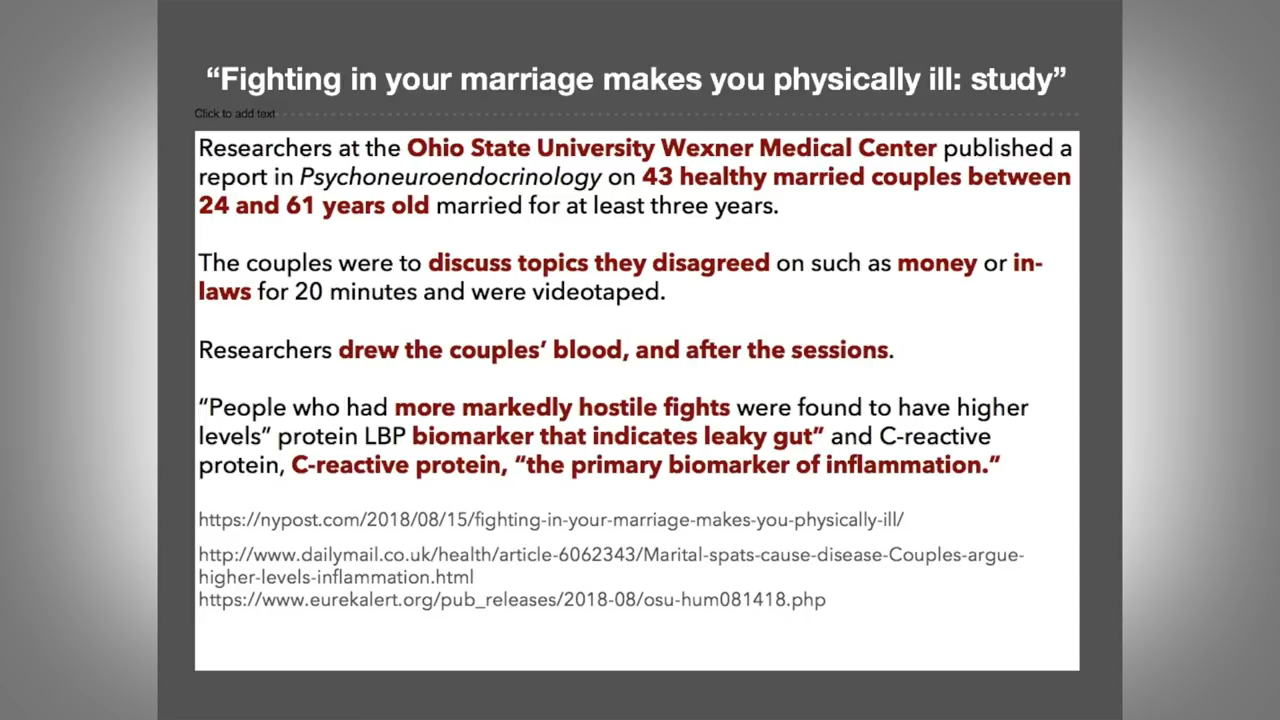 “Fighting in your marriage makes you physically ill: study”
Click to add text
Researchers at the Ohio State University Wexner Medical Center published a
report in Psychoneuroendocrinology on 43 healthy married couples between
24 and 61 years old married for at least three years.
The couples were to discuss topics they disagreed on such as money or in-
laws for 20 minutes and were videotaped.
Researchers drew the couples’ blood, and after the sessions.
“People who had more markedly hostile fights were found to have higher
levels” protein LBP biomarker that indicates leaky gut” and C-reactive
protein, C-reactive protein, “the primary biomarker of inflammation.”
https://nypost.com/2018/08/15/fighting-in-your-marriage-makes-you-physically-ill/
http://www.dailymail.co.uk/health/article-6062343/Marital-spats-cause-disease-Couples-argue-
higher-levels-inflammation.html
https://www.eurekalert.org/pub_releases/2018-08/osu-hum081418.php